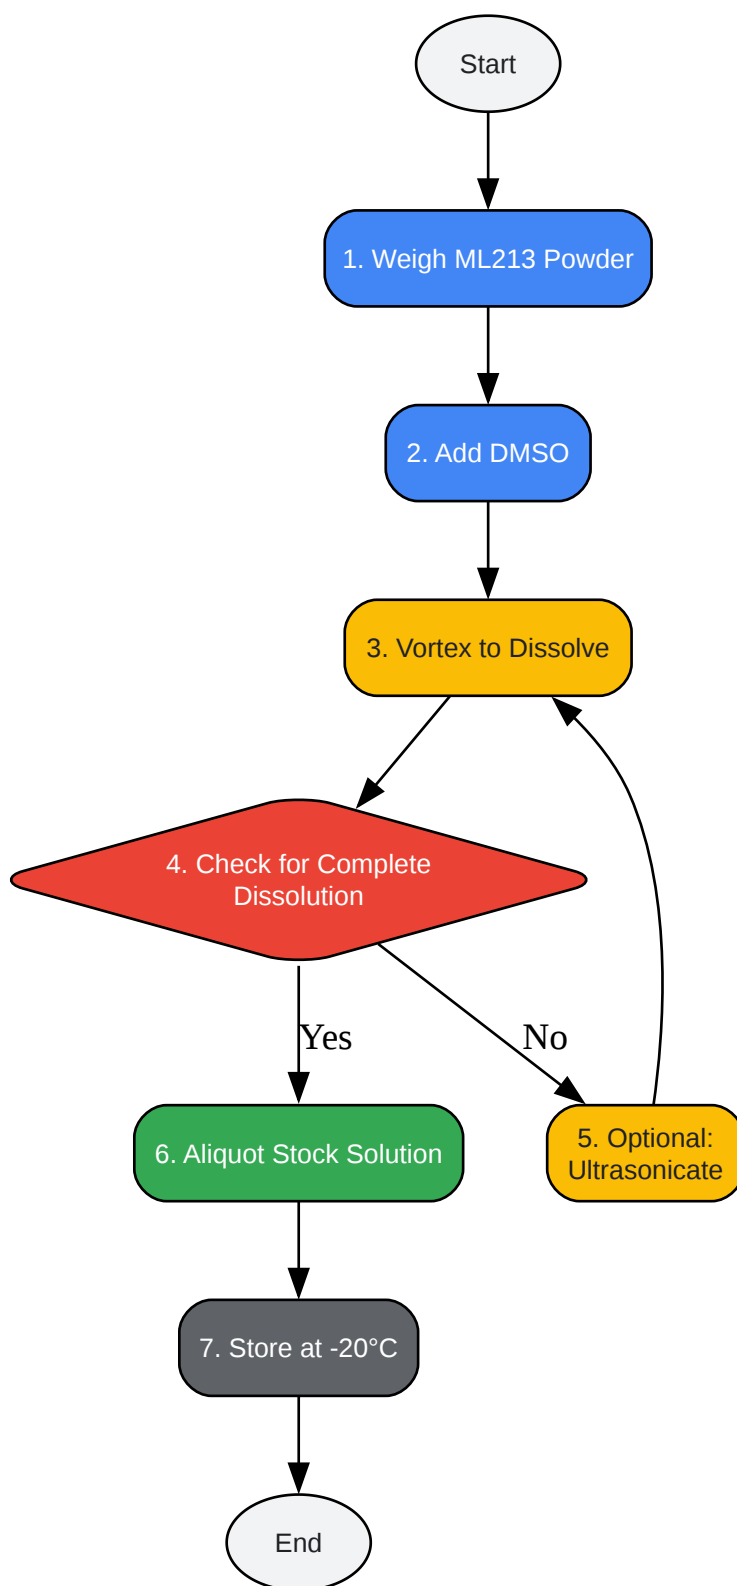 Start
1. Weigh ML213 Powder
2. Add DMSO
3. Vortex to Dissolve
4. Check for Complete
Dissolution
Yes
No
5. Optional:
Ultrasonicate
6. Aliquot Stock Solution
7. Store at -20°C
End